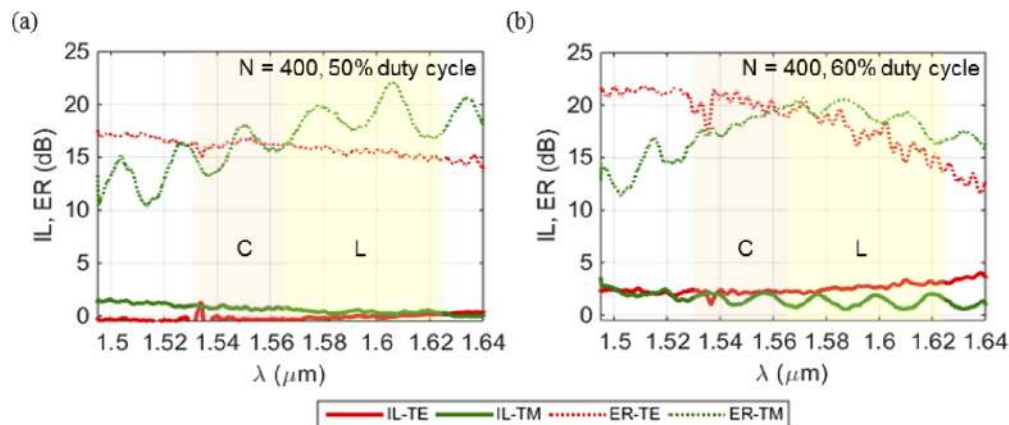 (a)
(b)
N = 400, 50% duty cycle
N = 400, 60% duty cycle
IL, ER (dB)
25
20
15
10
5
0
C
L
1.5
1.52
1.54
1.56
1.58
1.6
1.62
1.64
λ (μm)
IL, ER (dB)
25
20
15
10
5
0
C
L
1.5
1.52
1.54
1.56
1.58
1.6
1.62
1.64
λ (μm)
IL-TE IL-TM ER-TE ER-TM